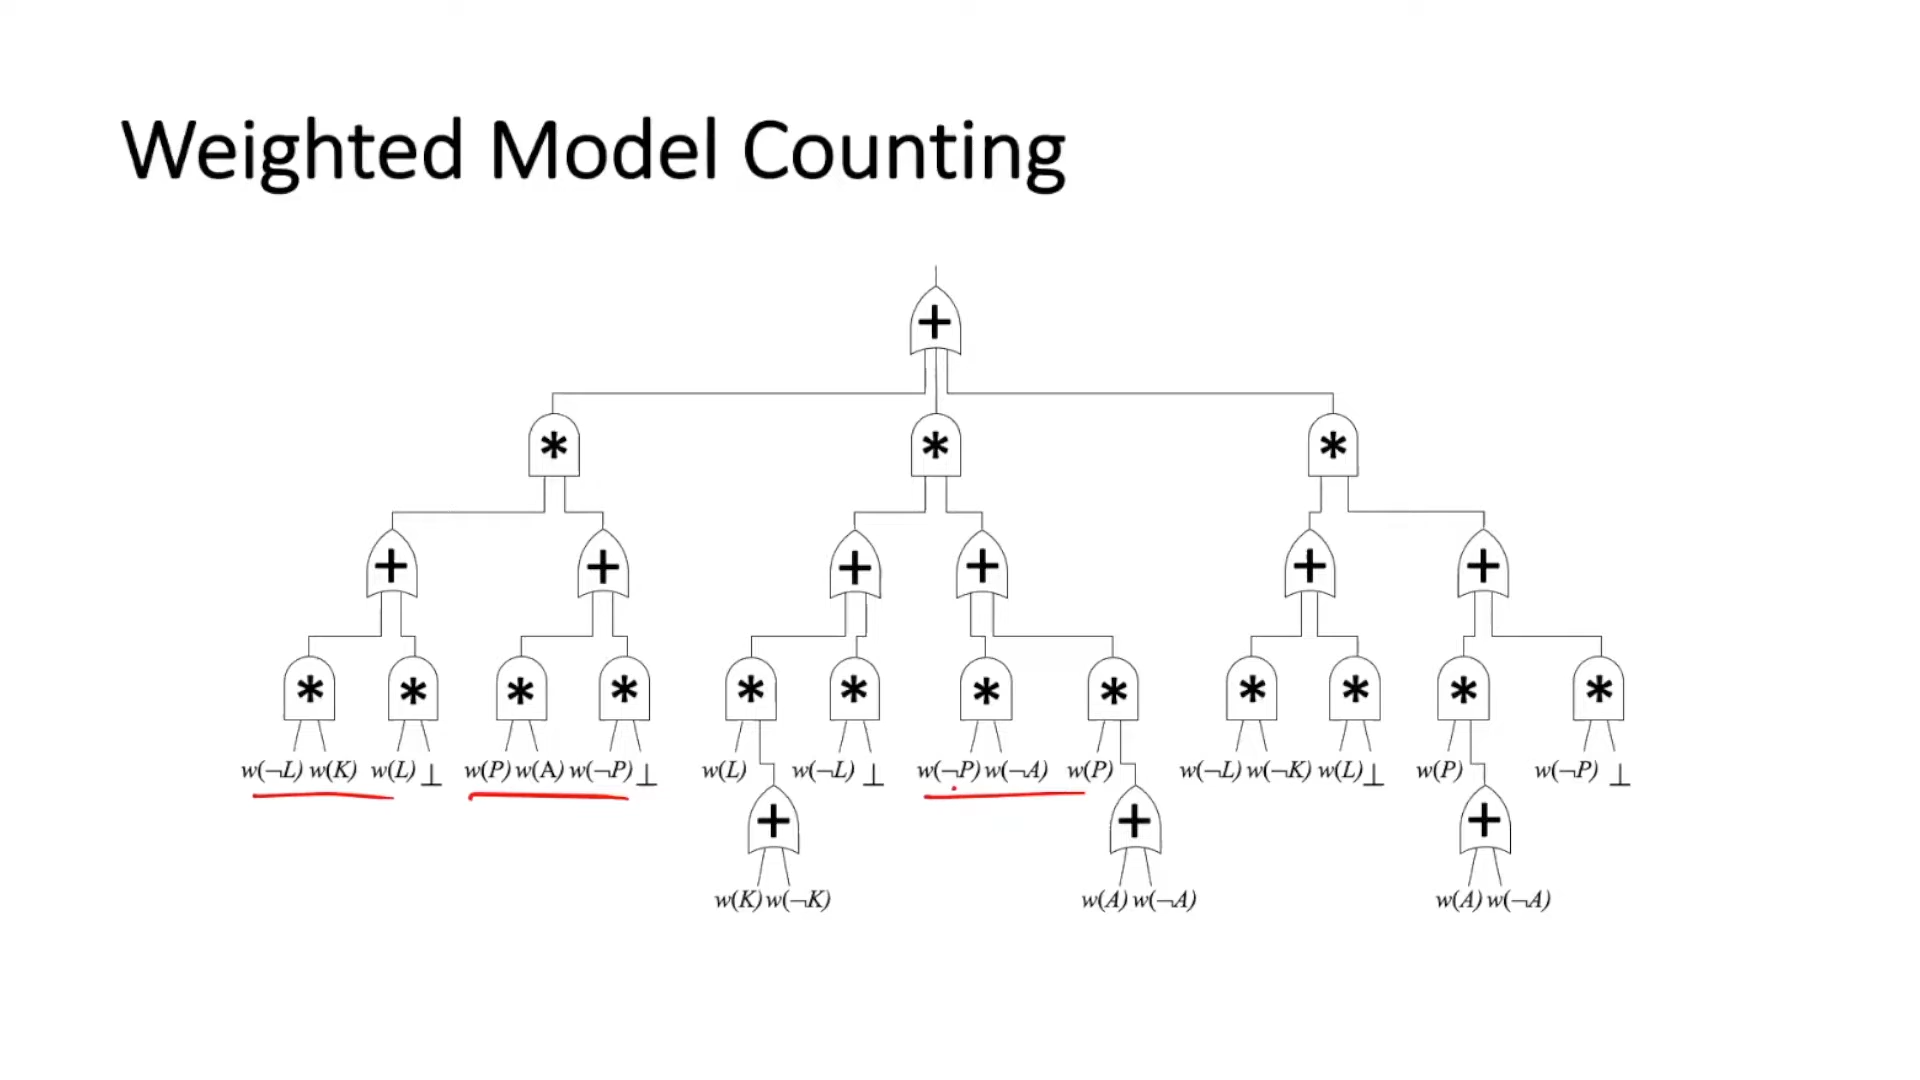 Weighted Model Counting
+
* * *
+ + + + + +
* * * * * * * * * * * *
w(¬L) w(K) w(L) ⊥ w(P) w(A) w(¬P) ⊥ w(L) w(¬L) ⊥ w(¬P) w(¬A) w(P) w(¬L) w(¬K) w(L) ⊥ w(P) w(¬P) ⊥
+ + +
w(K) w(¬K) w(A) w(¬A) w(A) w(¬A)